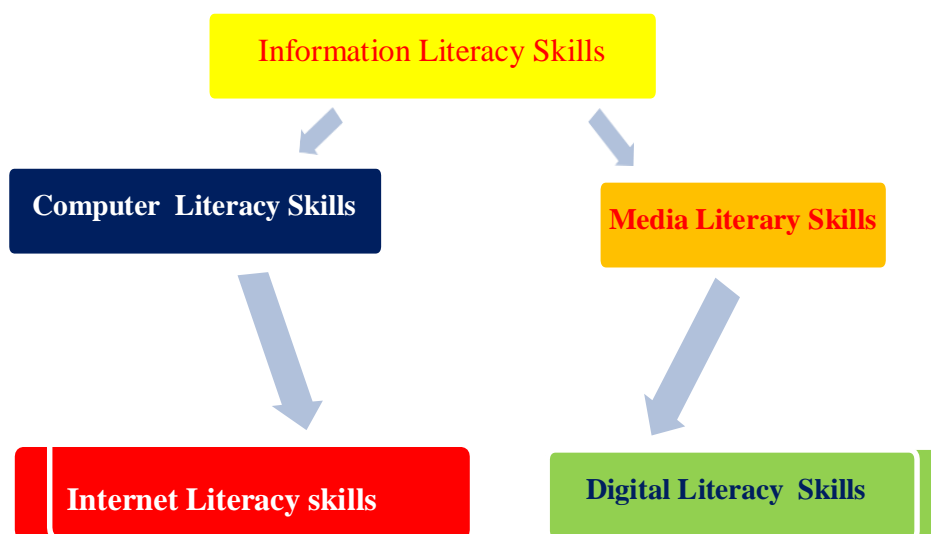 Information Literacy Skills
Computer  Literacy Skills
Media Literary Skills
Internet Literacy skills
Digital Literacy  Skills